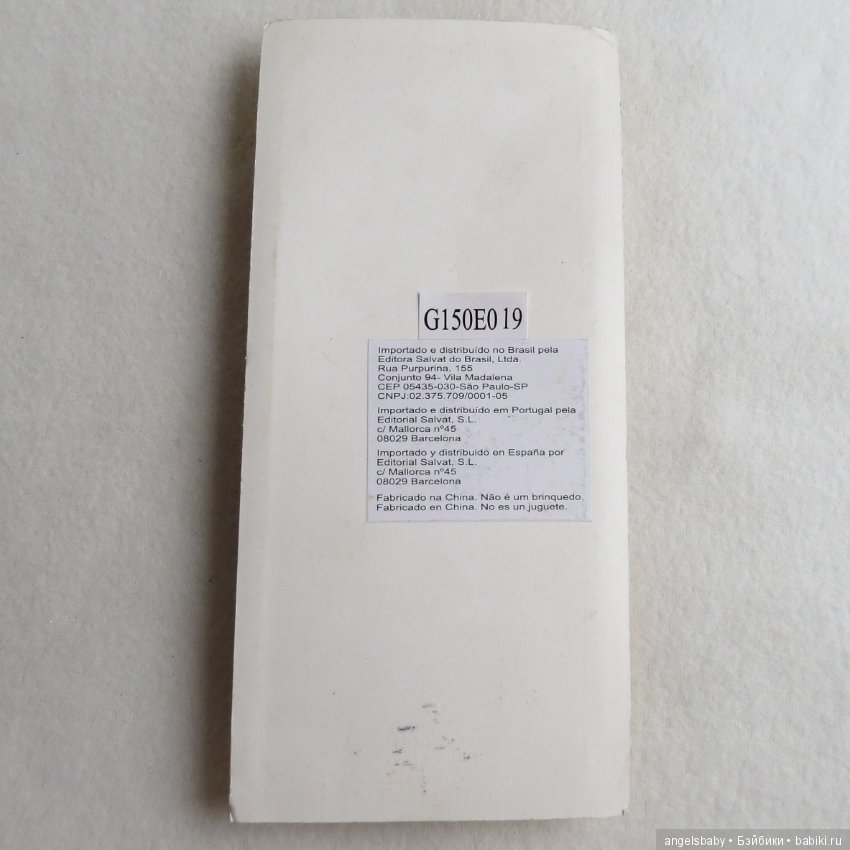 G150E019
Importado e distribuído no Brasil pela
Editora Salvat do Brasil, Ltda.
Rua Purpurina, 155
Conjunto 94- Vila Madalena
CEP 05435-030-São Paulo-SP
CNPJ:02.375.709/0001-05
Importado e distribuído em Portugal pela
Editorial Salvat, S.L.
c/ Mallorca nº45
08029 Barcelona
Importado y distribuido en España por
Editorial Salvat, S.L.
c/ Mallorca nº45
08029 Barcelona
Fabricado na China. Não é um brinquedo.
Fabricado en China. No es un juguete.
angelsbaby • Бэйбики • babiki.ru